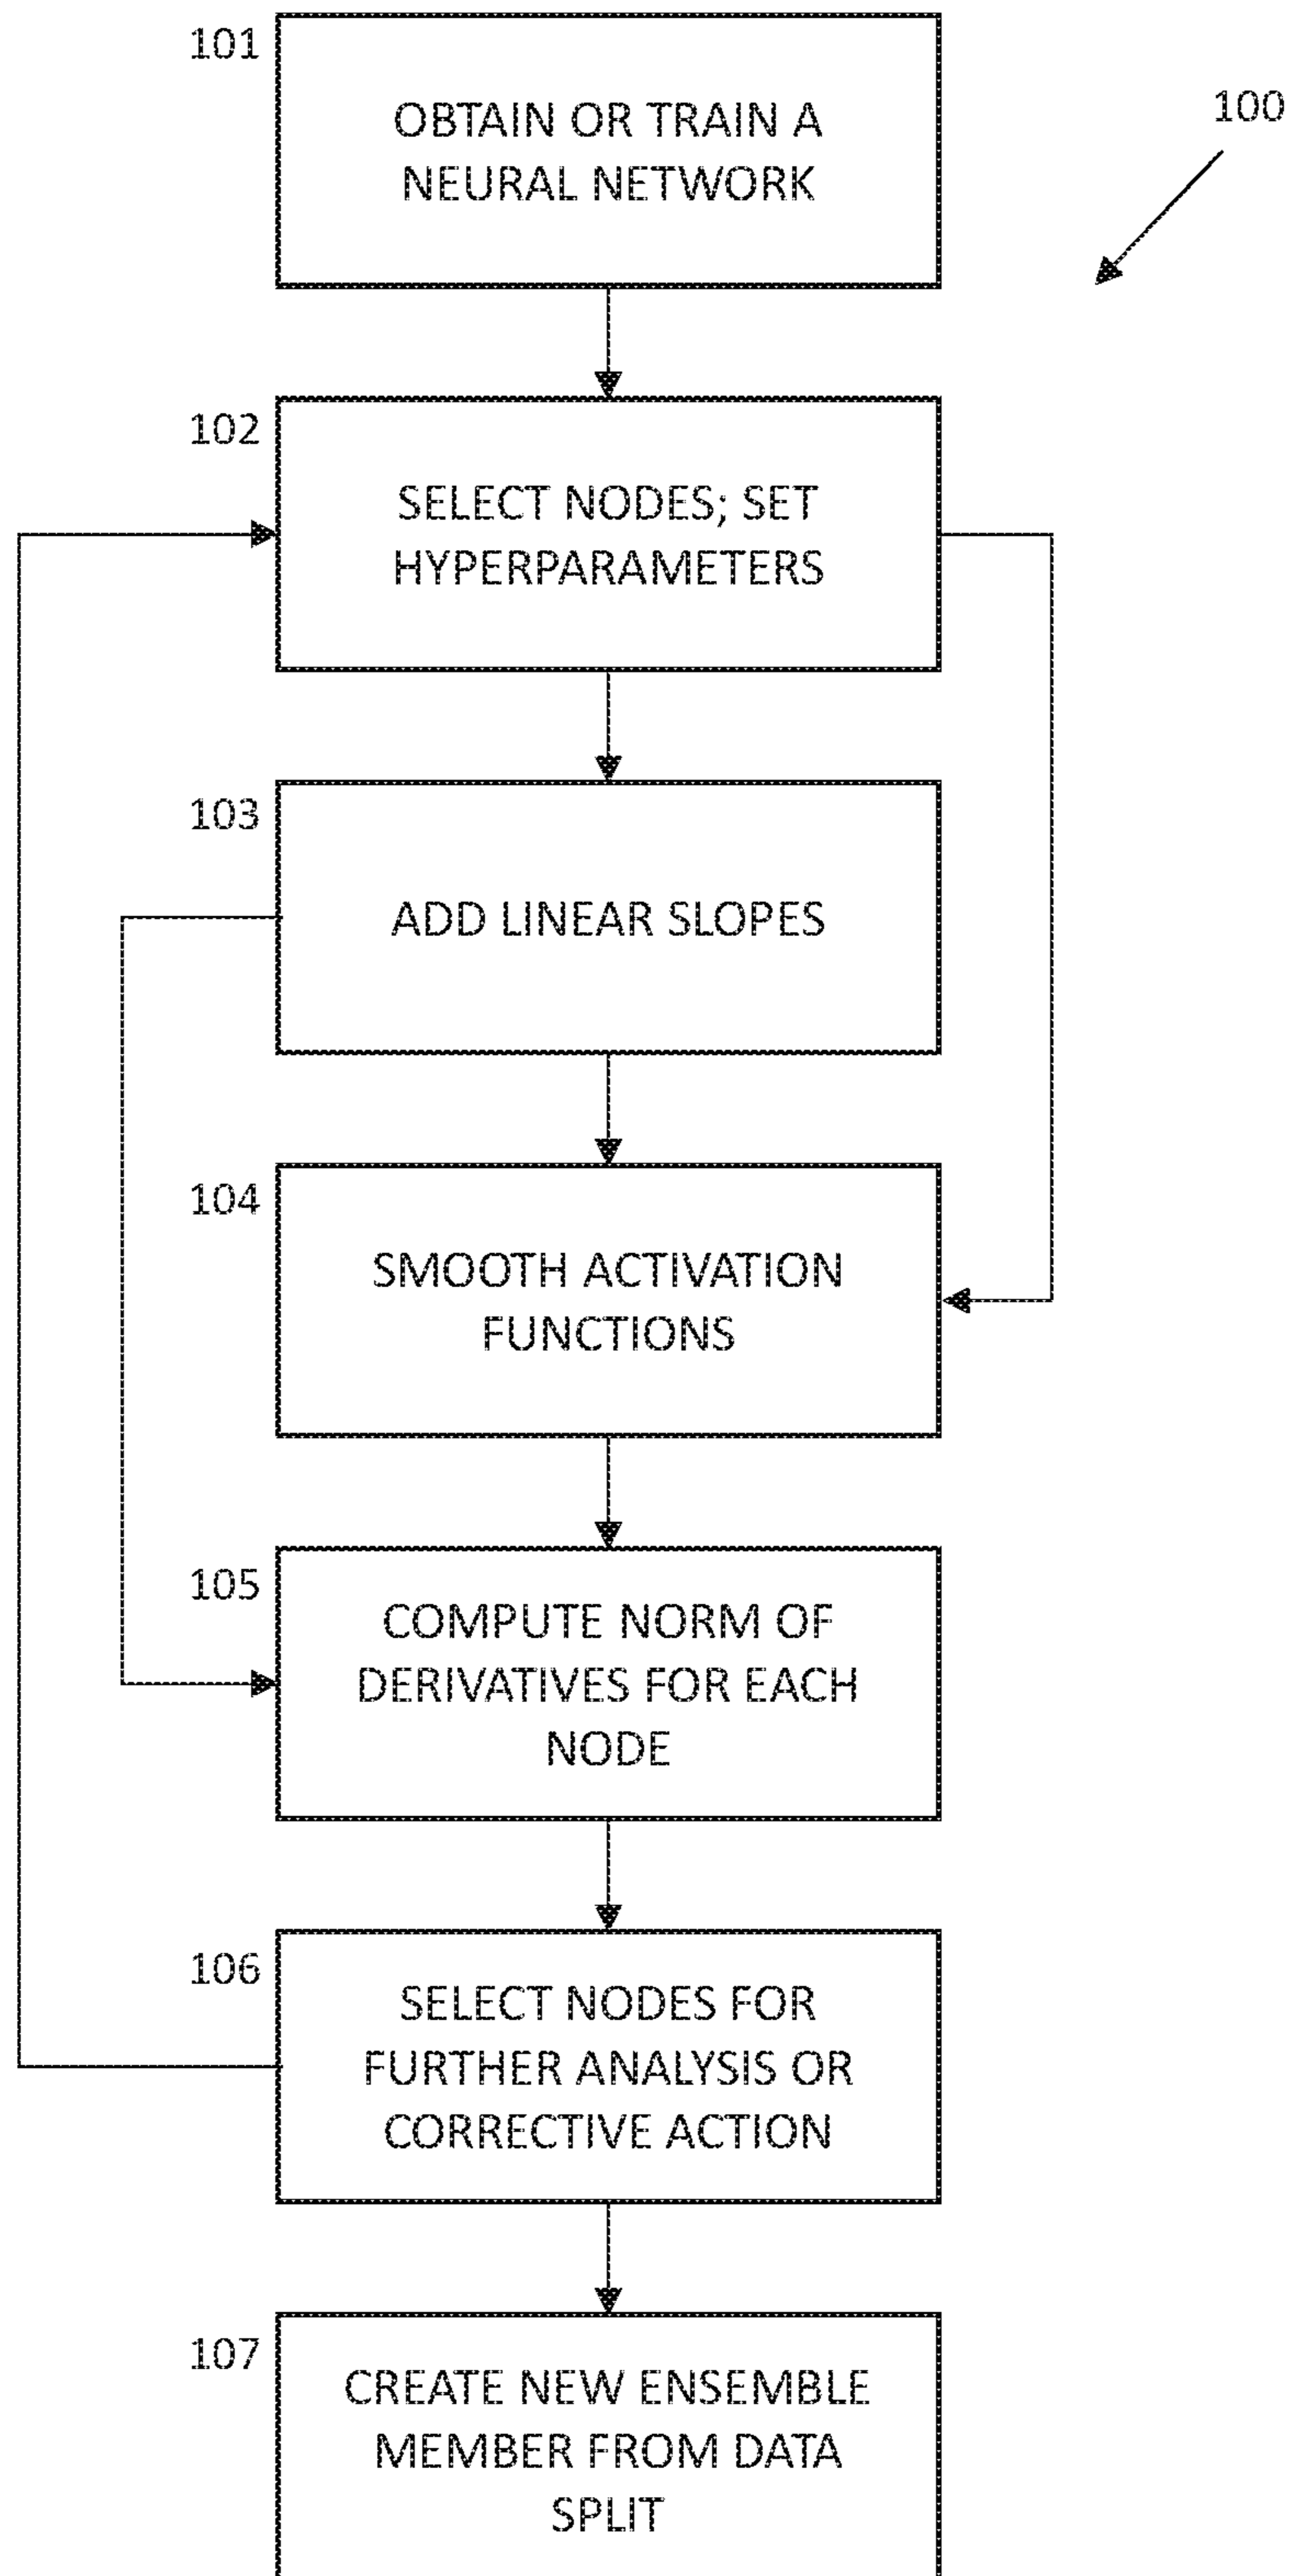 101
OBTAIN OR TRAIN A
NEURAL NETWORK
100
102
SELECT NODES; SET
HYPERPARAMETERS
103
ADD LINEAR SLOPES
104
SMOOTH ACTIVATION
FUNCTIONS
105
COMPUTE NORM OF
DERIVATIVES FOR EACH
NODE
106
SELECT NODES FOR
FURTHER ANALYSIS OR
CORRECTIVE ACTION
107
CREATE NEW ENSEMBLE
MEMBER FROM DATA
SPLIT